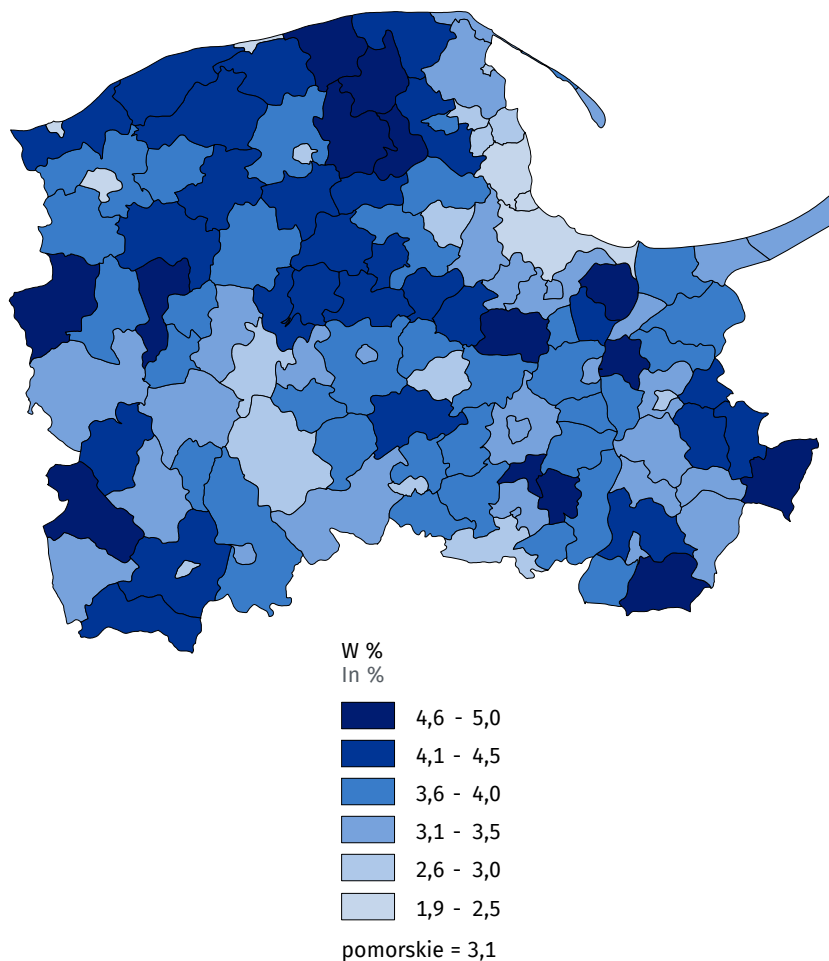 W %
In %
4,6 - 5,0
4,1 - 4,5
3,6 - 4,0
3,1 - 3,5
2,6 - 3,0
1,9 - 2,5
pomorskie = 3,1